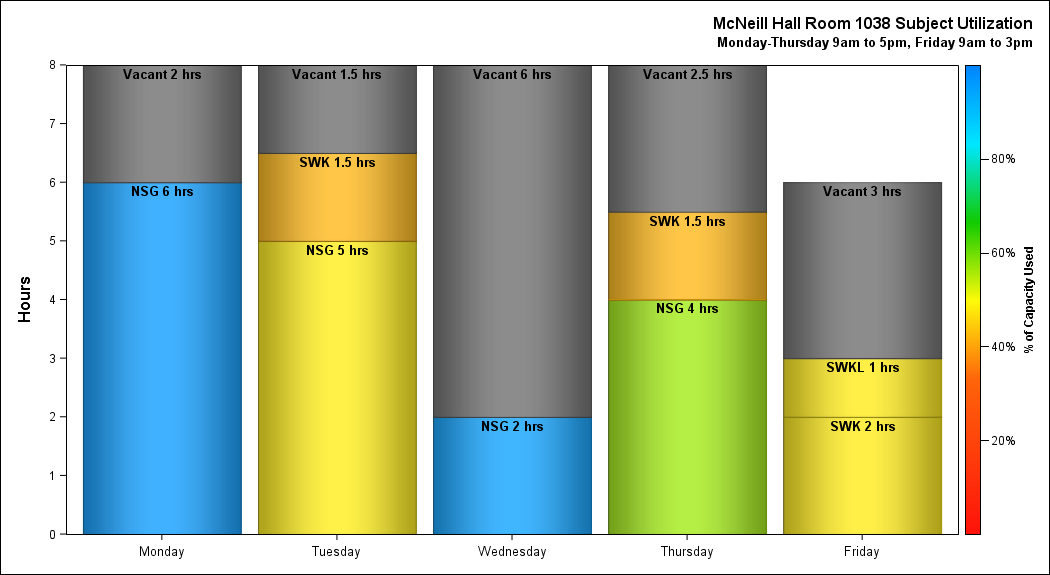 McNeill Hall Room 1038 Subject Utilization
Monday-Thursday 9am to 5pm, Friday 9am to 3pm
Hours
8
7
6
5
4
3
2
1
0
Vacant 2 hrs
NSG 6 hrs
Vacant 1.5 hrs
SWK 1.5 hrs
NSG 5 hrs
Vacant 6 hrs
NSG 2 hrs
Vacant 2.5 hrs
SWK 1.5 hrs
NSG 4 hrs
Vacant 3 hrs
SWKL 1 hrs
SWK 2 hrs
Monday
Tuesday
Wednesday
Thursday
Friday
80%
60%
40%
20%
% of Capacity Used